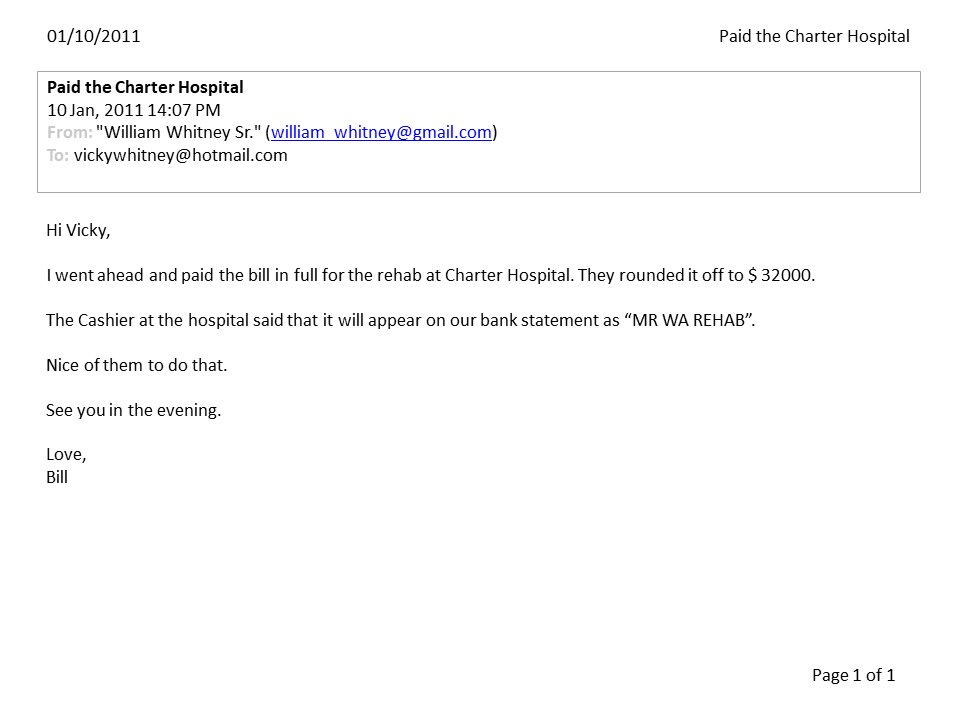 01/10/2011 Paid the Charter Hospital
Paid the Charter Hospital
10 Jan, 2011 14:07 PM
From: "William Whitney Sr." (william_whitney@gmail.com)
To: vickywhitney@hotmail.com
Hi Vicky,
I went ahead and paid the bill in full for the rehab at Charter Hospital. They rounded it off to $ 32000.
The Cashier at the hospital said that it will appear on our bank statement as “MR WA REHAB”.
Nice of them to do that.
See you in the evening.
Love,
Bill
Page 1 of 1